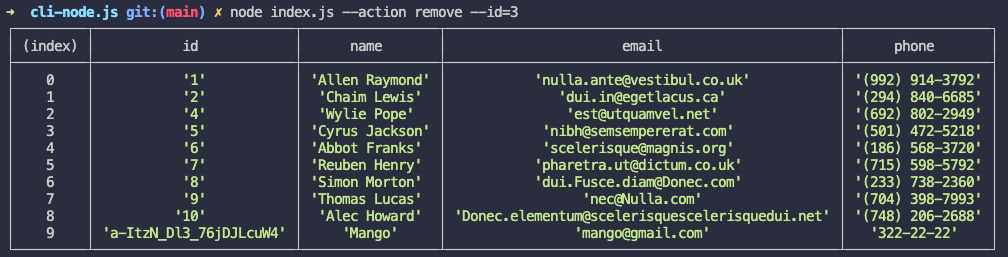 ➜ cli-node.js git:(main) ✗ node index.js --action remove --id=3
(index) id name email phone
0 '1' 'Allen Raymond' 'nulla.ante@vestibul.co.uk' '(992) 914-3792'
1 '2' 'Chaim Lewis' 'dui.in@egetlacus.ca' '(294) 840-6685'
2 '4' 'Wylie Pope' 'est@utquamvel.net' '(692) 802-2949'
3 '5' 'Cyrus Jackson' 'nibh@semsempererat.com' '(501) 472-5218'
4 '6' 'Abbot Franks' 'scelerisque@magnis.org' '(186) 568-3720'
5 '7' 'Reuben Henry' 'pharetra.ut@dictum.co.uk' '(715) 598-5792'
6 '8' 'Simon Morton' 'dui.Fusce.diam@Donec.com' '(233) 738-2360'
7 '9' 'Thomas Lucas' 'nec@Nulla.com' '(704) 398-7993'
8 '10' 'Alec Howard' 'Donec.elementum@scelerisquescelerisquedui.net' '(748) 206-2688'
9 'a-ItzN_Dl3_76jDJLcuW4' 'Mango' 'mango@gmail.com' '322-22-22'